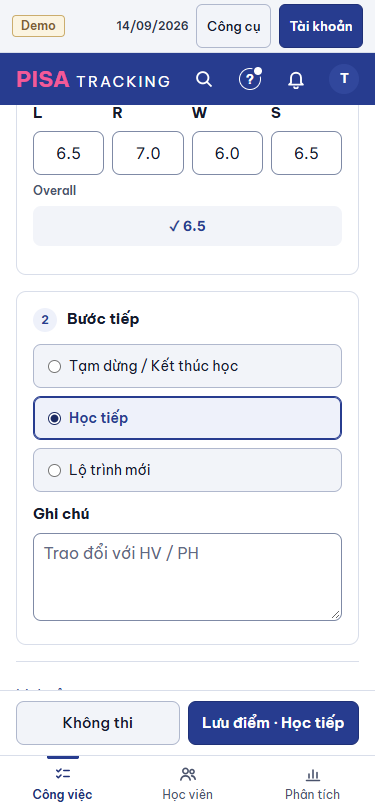 Demo
14/09/2026
Công cụ
Tài khoản
PISA TRACKING
?
T
L R W S
6.5 7.0 6.0 6.5
Overall
✓ 6.5
2 Bước tiếp
Tạm dừng / Kết thúc học
Học tiếp
Lộ trình mới
Ghi chú
Trao đổi với HV / PH
Không thi
Lưu điểm · Học tiếp
Công việc
Học viên
Phân tích